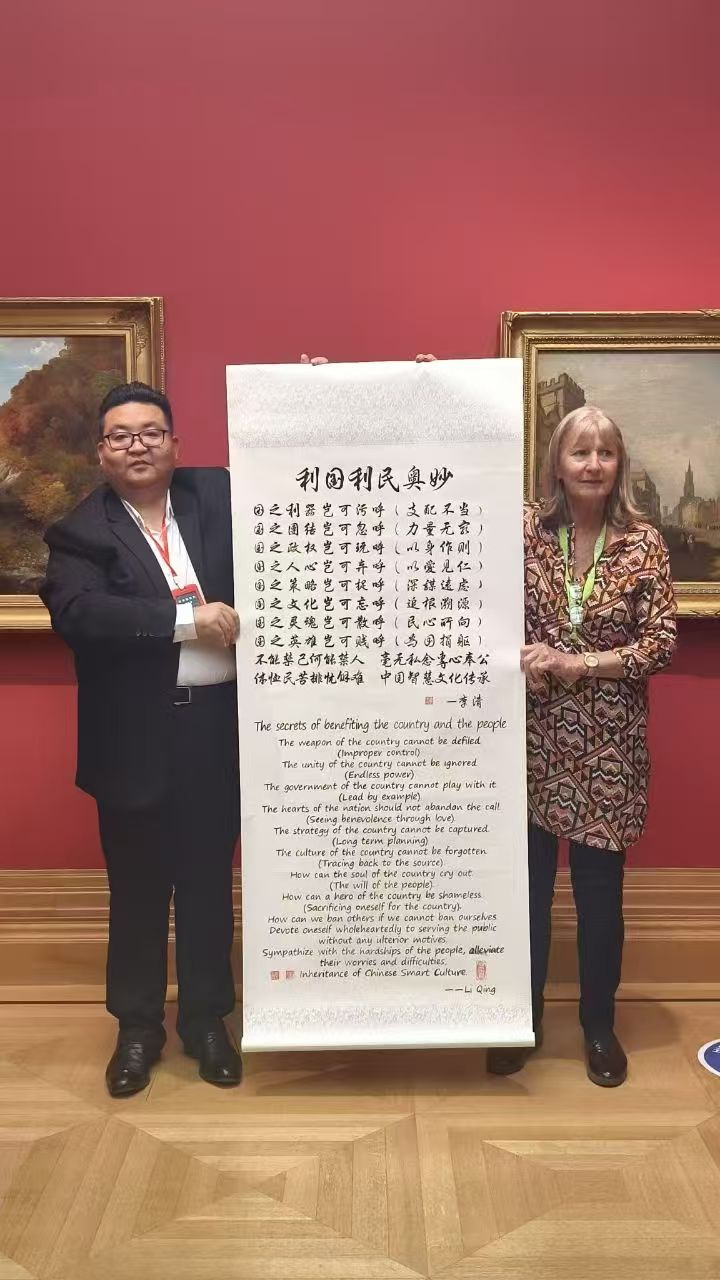 利国利民奥妙
国之利器岂可污呼（支配不当）
国之团结岂可忽呼（力量无穷）
国之政权岂可玩呼（以身作则）
国之人心岂可弃呼（以爱见仁）
国之策略岂可捉呼（深謀远虑）
国之文化岂可忘呼（追根溯源）
国之灵魂岂可散呼（民心所向）
国之英雄岂可贱呼（为国捐躯）
不能禁己何能禁人 毫无私念专心奉公
体恤民苦排忧解难 中国智慧文化传承
一李清
The secrets of benefiting the country and the people
The weapon of the country cannot be defiled.
(Improper control)
The unity of the country cannot be ignored.
(Endless power)
The government of the country cannot play with it.
(Lead by example)
The hearts of the nation should not abandon the call.
(Seeing benevolence through love).
The strategy of the country cannot be captured.
(Long term planning)
The culture of the country cannot be forgotten.
(Tracing back to the source).
How can the soul of the country cry out.
(The will of the people).
How can a hero of the country be shameless.
(Sacrificing oneself for the country).
How can we ban others if we cannot ban ourselves.
Devote oneself wholeheartedly to serving the public
without any ulterior motives.
Sympathize with the hardships of the people, alleviate
their worries and difficulties.
Inheritance of Chinese Smart Culture.
——Li Qing